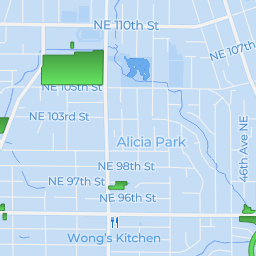 NE 110th St
NE 107th
NE 105th St
NE 103rd St
Alicia Park
NE 98th St
46th Ave NE
NE 97th St
NE 96th St
Wong's Kitchen